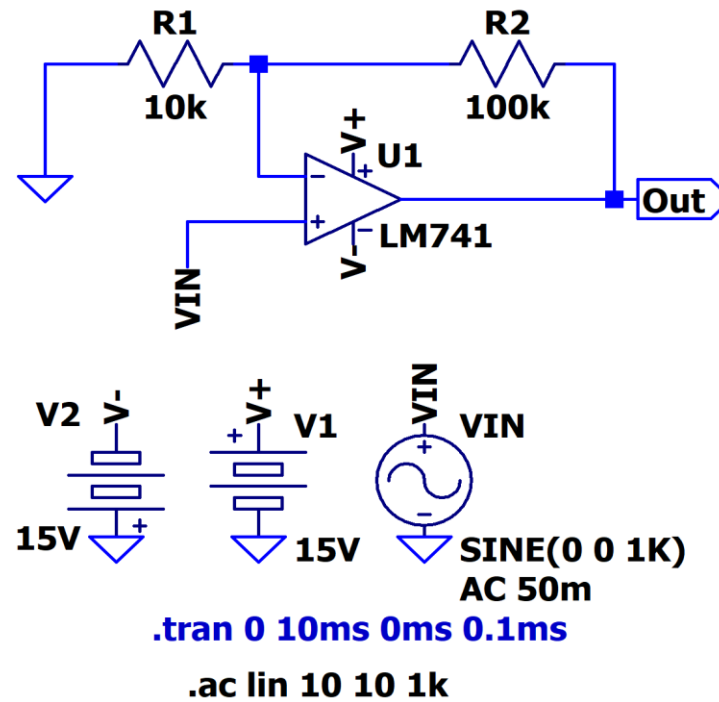 R1
R2
10k
100k
V+
+
U1
-
+
Out
-
LM741
V-
VIN
V2
V-
V+
V1
VIN
VIN
+
+
15V
+
15V
-
SINE(0 0 1K)
AC 50m
.tran 0 10ms 0ms 0.1ms
.ac lin 10 10 1k